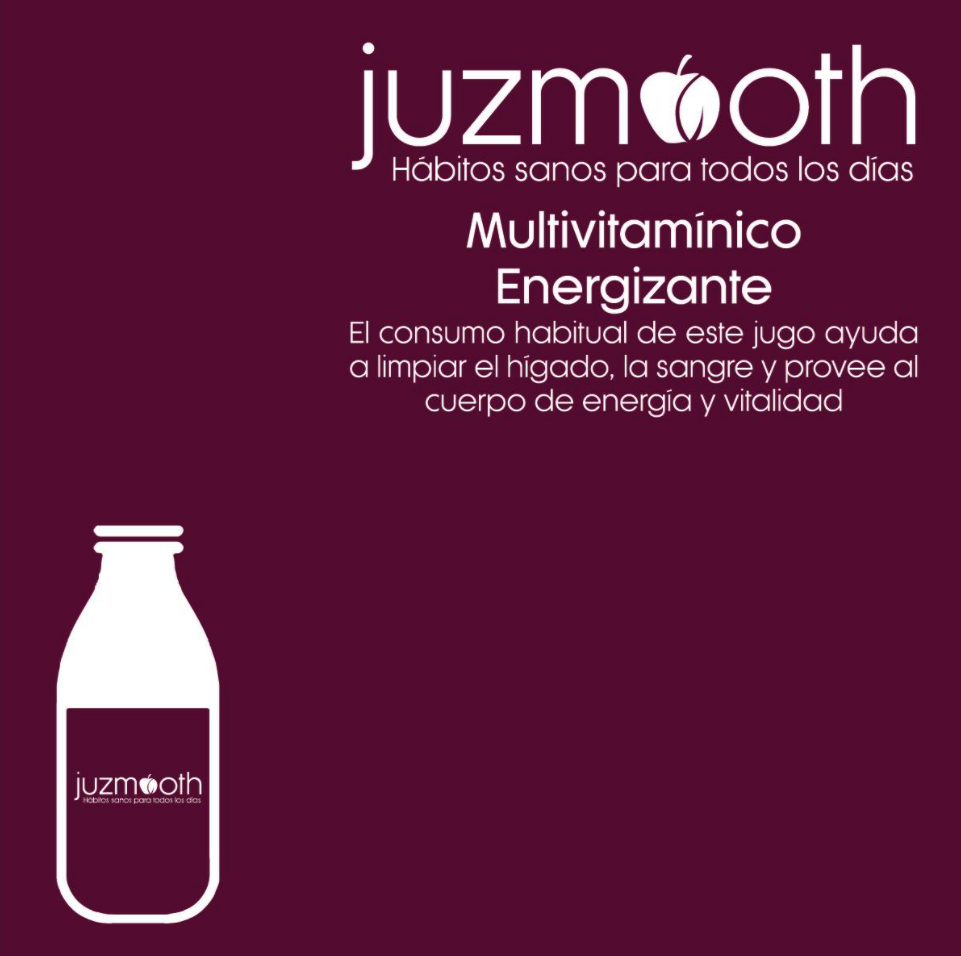 juzmooth
Hábitos sanos para todos los días
Multivitamínico
Energizante
El consumo habitual de este jugo ayuda
a limpiar el hígado, la sangre y provee al
cuerpo de energía y vitalidad
juzmooth
Hábitos sanos para todos los días